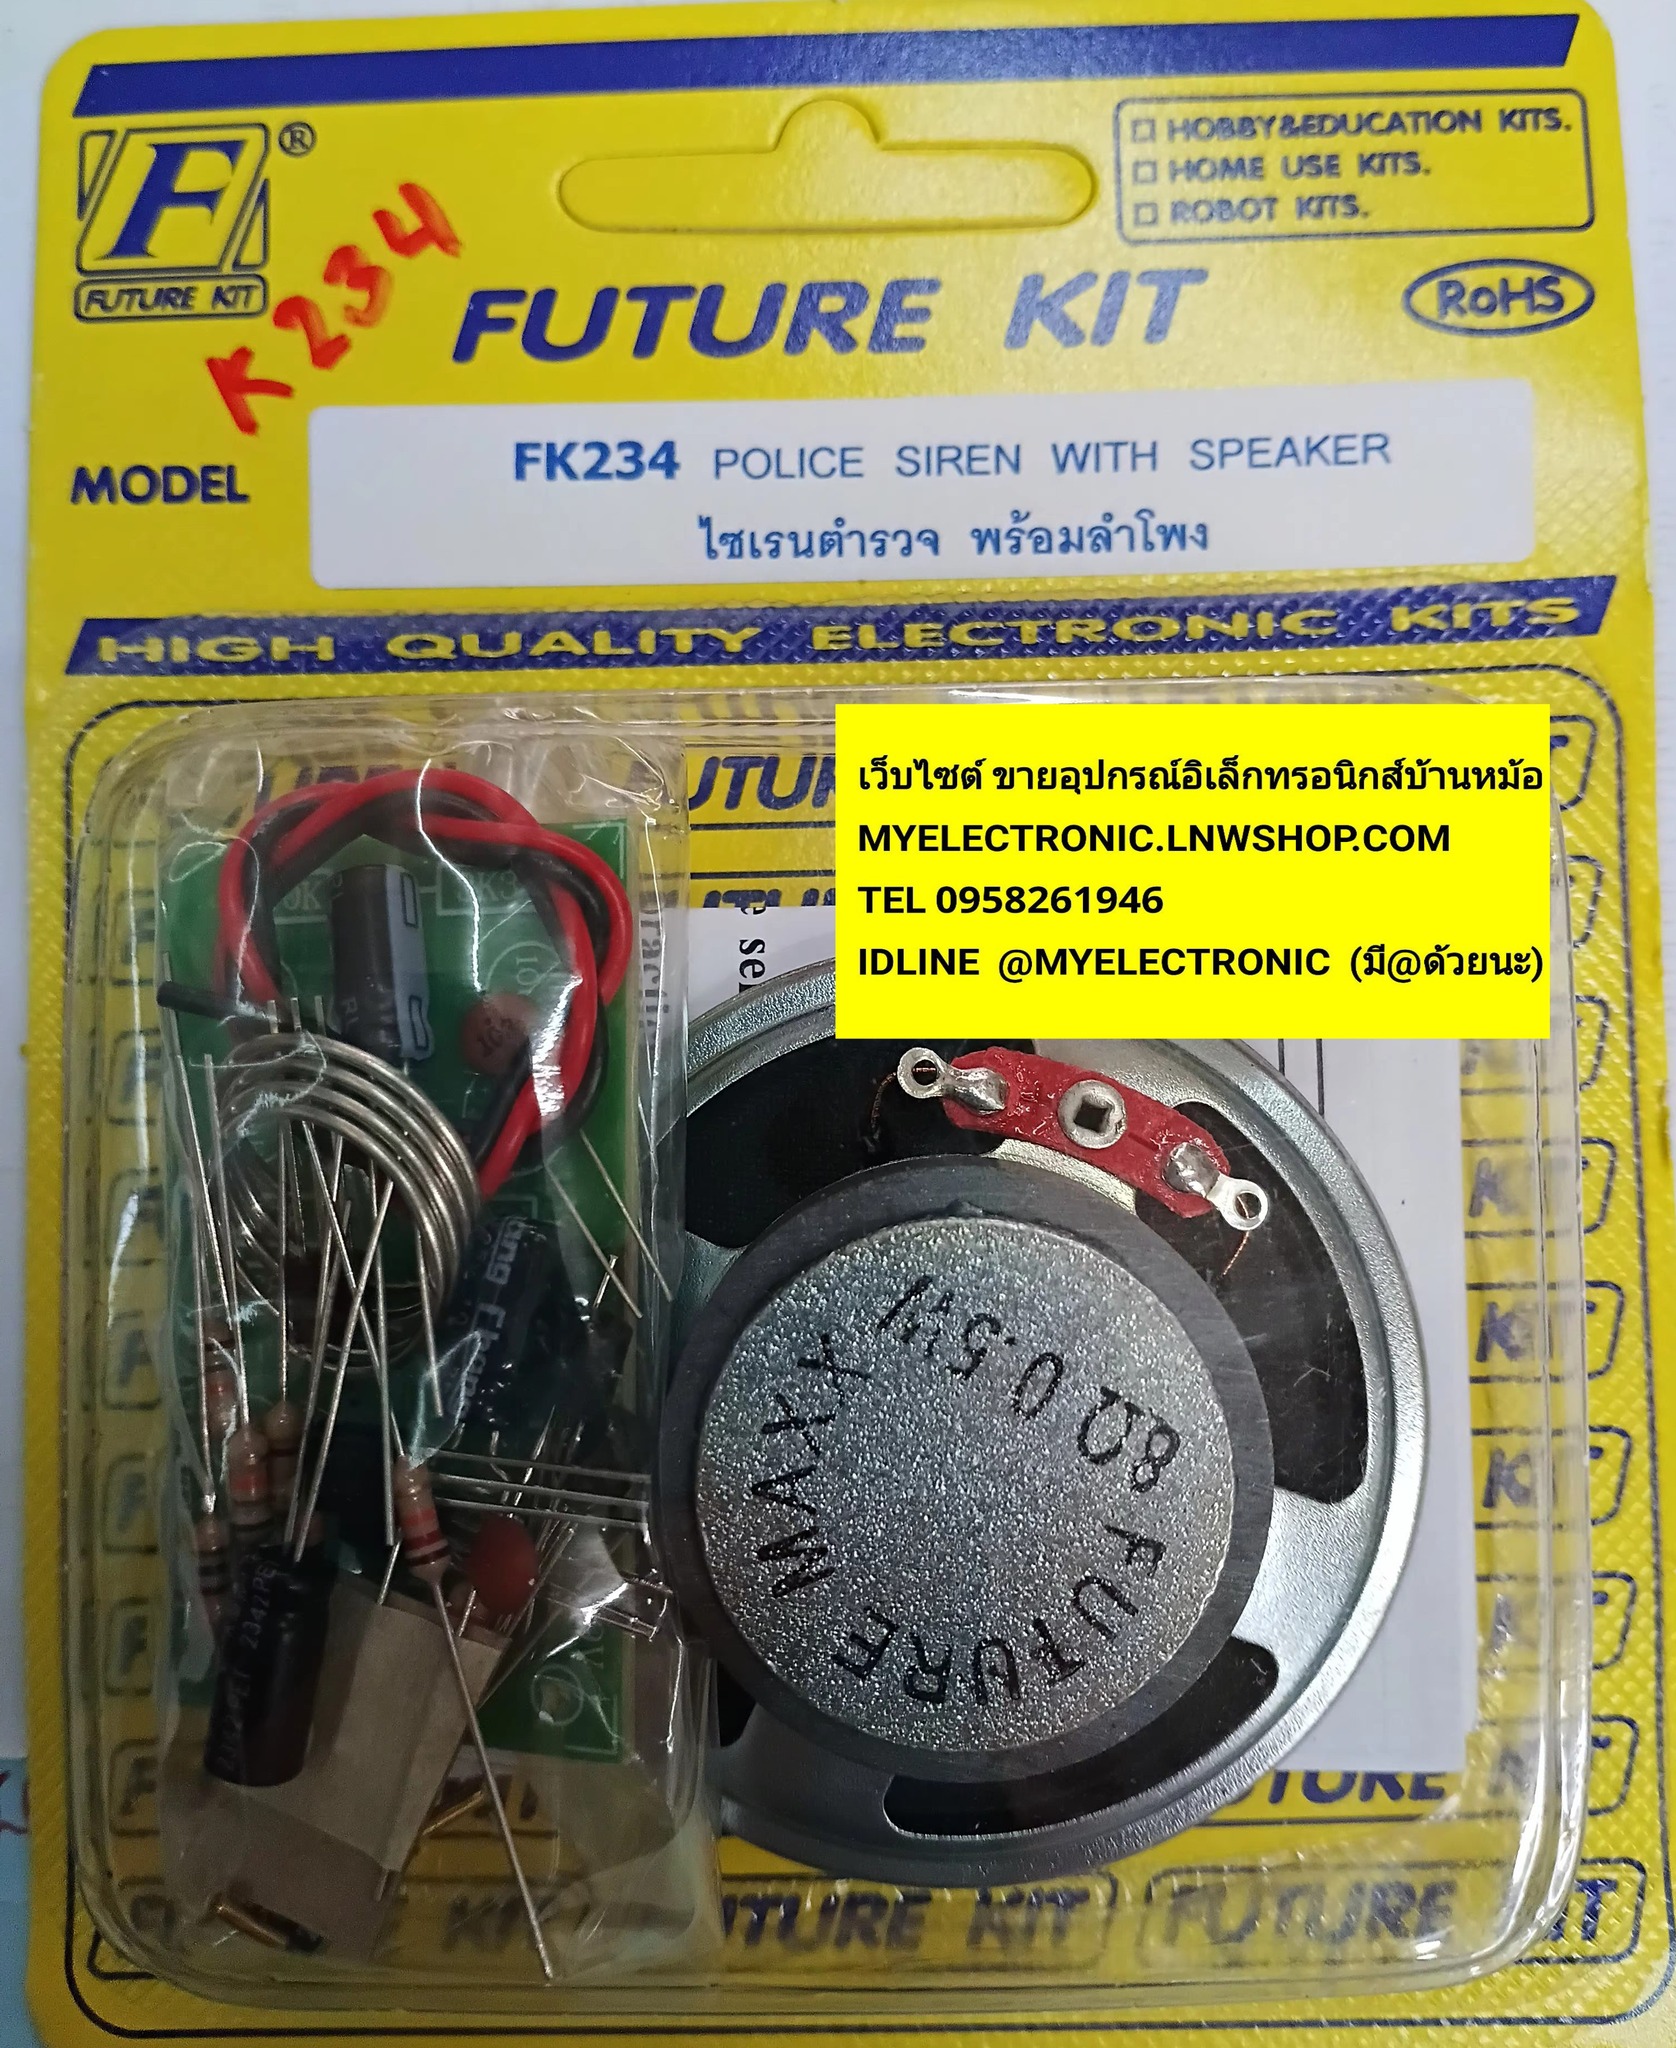 F®
FUTURE KIT
K234
□ HOBBY&EDUCATION KITS.
□ HOME USE KITS.
□ ROBOT KITS.
FUTURE KIT
RoHS
MODEL
FK234 POLICE SIREN WITH SPEAKER
ไซเรนตำรวจ พร้อมลำโพง
HIGH QUALITY ELECTRONIC KITS
เว็บไซต์ ขายอุปกรณ์อิเล็กทรอนิกส์บ้านหม้อ
MYELECTRONIC.LNWSHOP.COM
TEL 0958261946
IDLINE @MYELECTRONIC (มี@ด้วยนะ)
8Ω 0.5W
FUTURE
FUTURE KIT